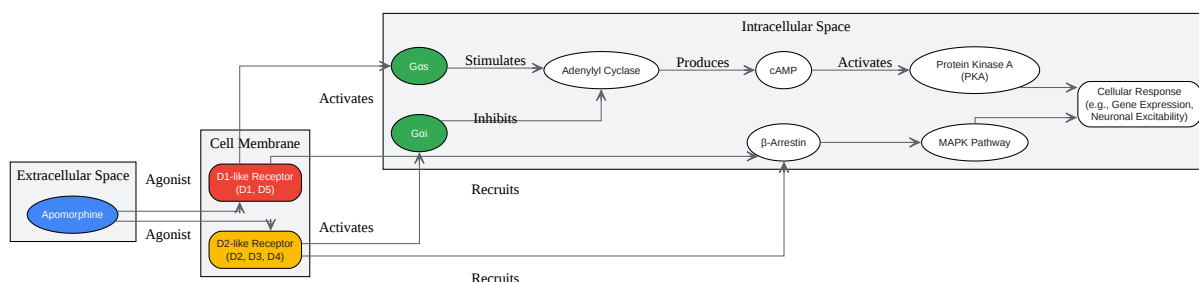 Intracellular Space
Gαs
Stimulates
Adenylyl Cyclase
Produces
cAMP
Activates
Protein Kinase A
(PKA)
Cellular Response
(e.g., Gene Expression,
Neuronal Excitability)
Activates
Gαi
Inhibits
β-Arrestin
MAPK Pathway
Cell Membrane
D1-like Receptor
(D1, D5)
Extracellular Space
Agonist
Recruits
Apomorphine
Agonist
Activates
D2-like Receptor
(D2, D3, D4)
Recruits